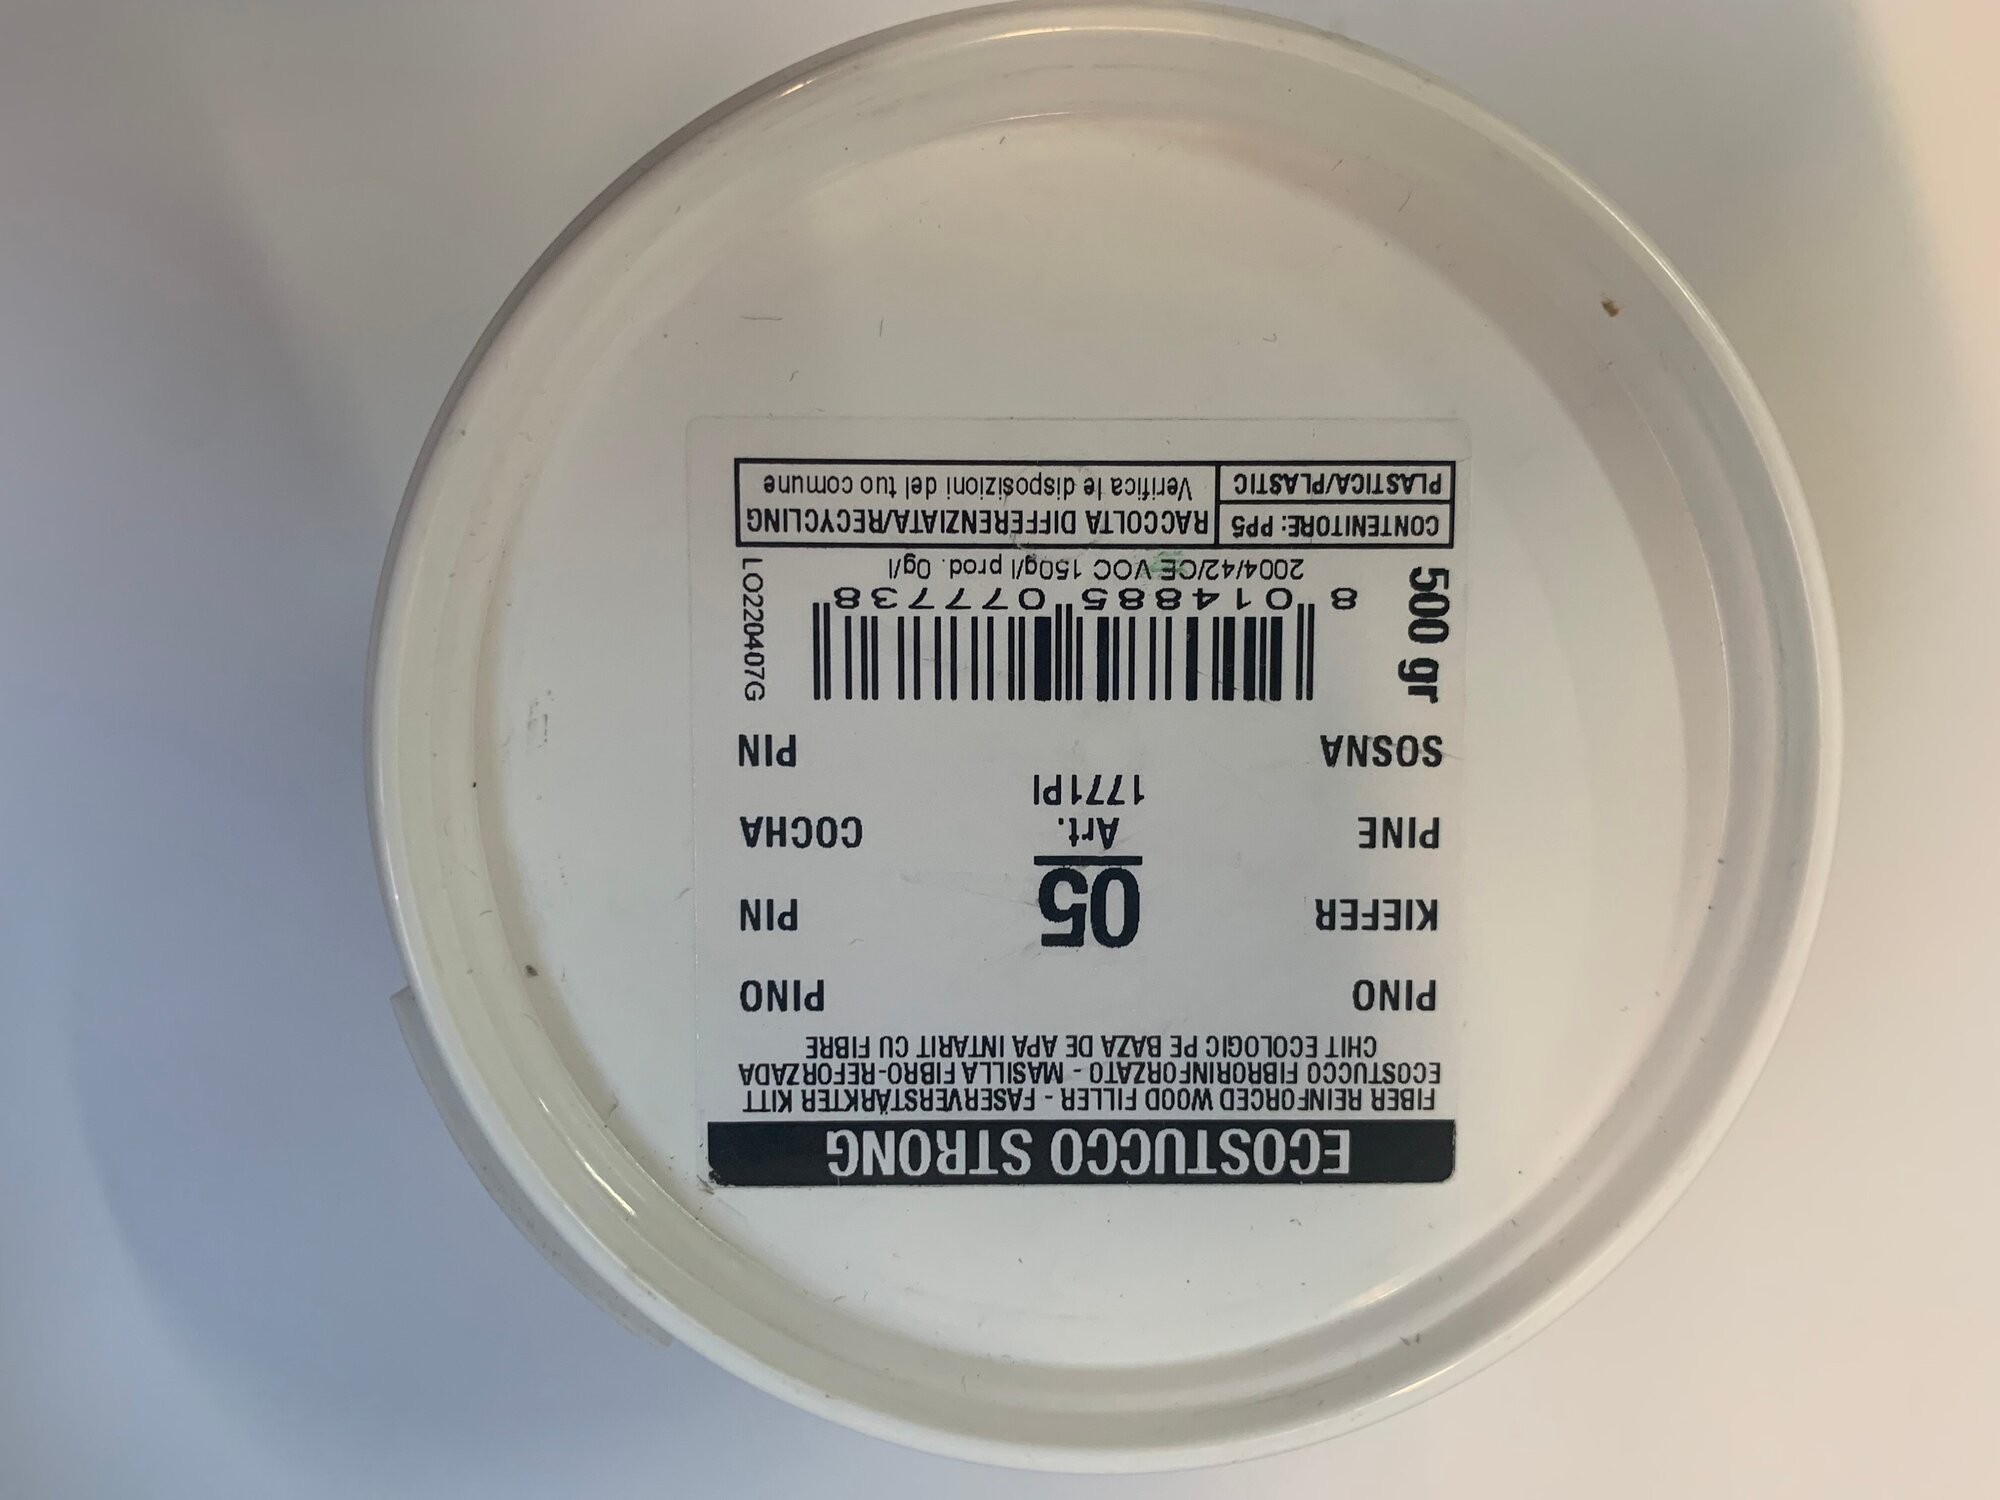 ECOSTUCCO STRONG
FIBER REINFORCED WOOD FILLER - FASERVERSTÄRKTER KITT
ECOSTUCCO FIBRORINFORZATO - MASILLA FIBRO-REFORZADA
CHIT ECOLOGIC PE BAZA DE APA INTARIT CU FIBRE
PINO PINO
KIEFER 05 PIN
PINE Art. СОСНА
1771PI
SOSNA PIN
500 gr
8 014885 077738
2004/42/CE VOC 150g/l prod. 0g/l
LO220407G
CONTENITORE: PP5
PLASTICA/PLASTIC
RACCOLTA DIFFERENZIATA/RECYCLING
Verifica le disposizioni del tuo comune